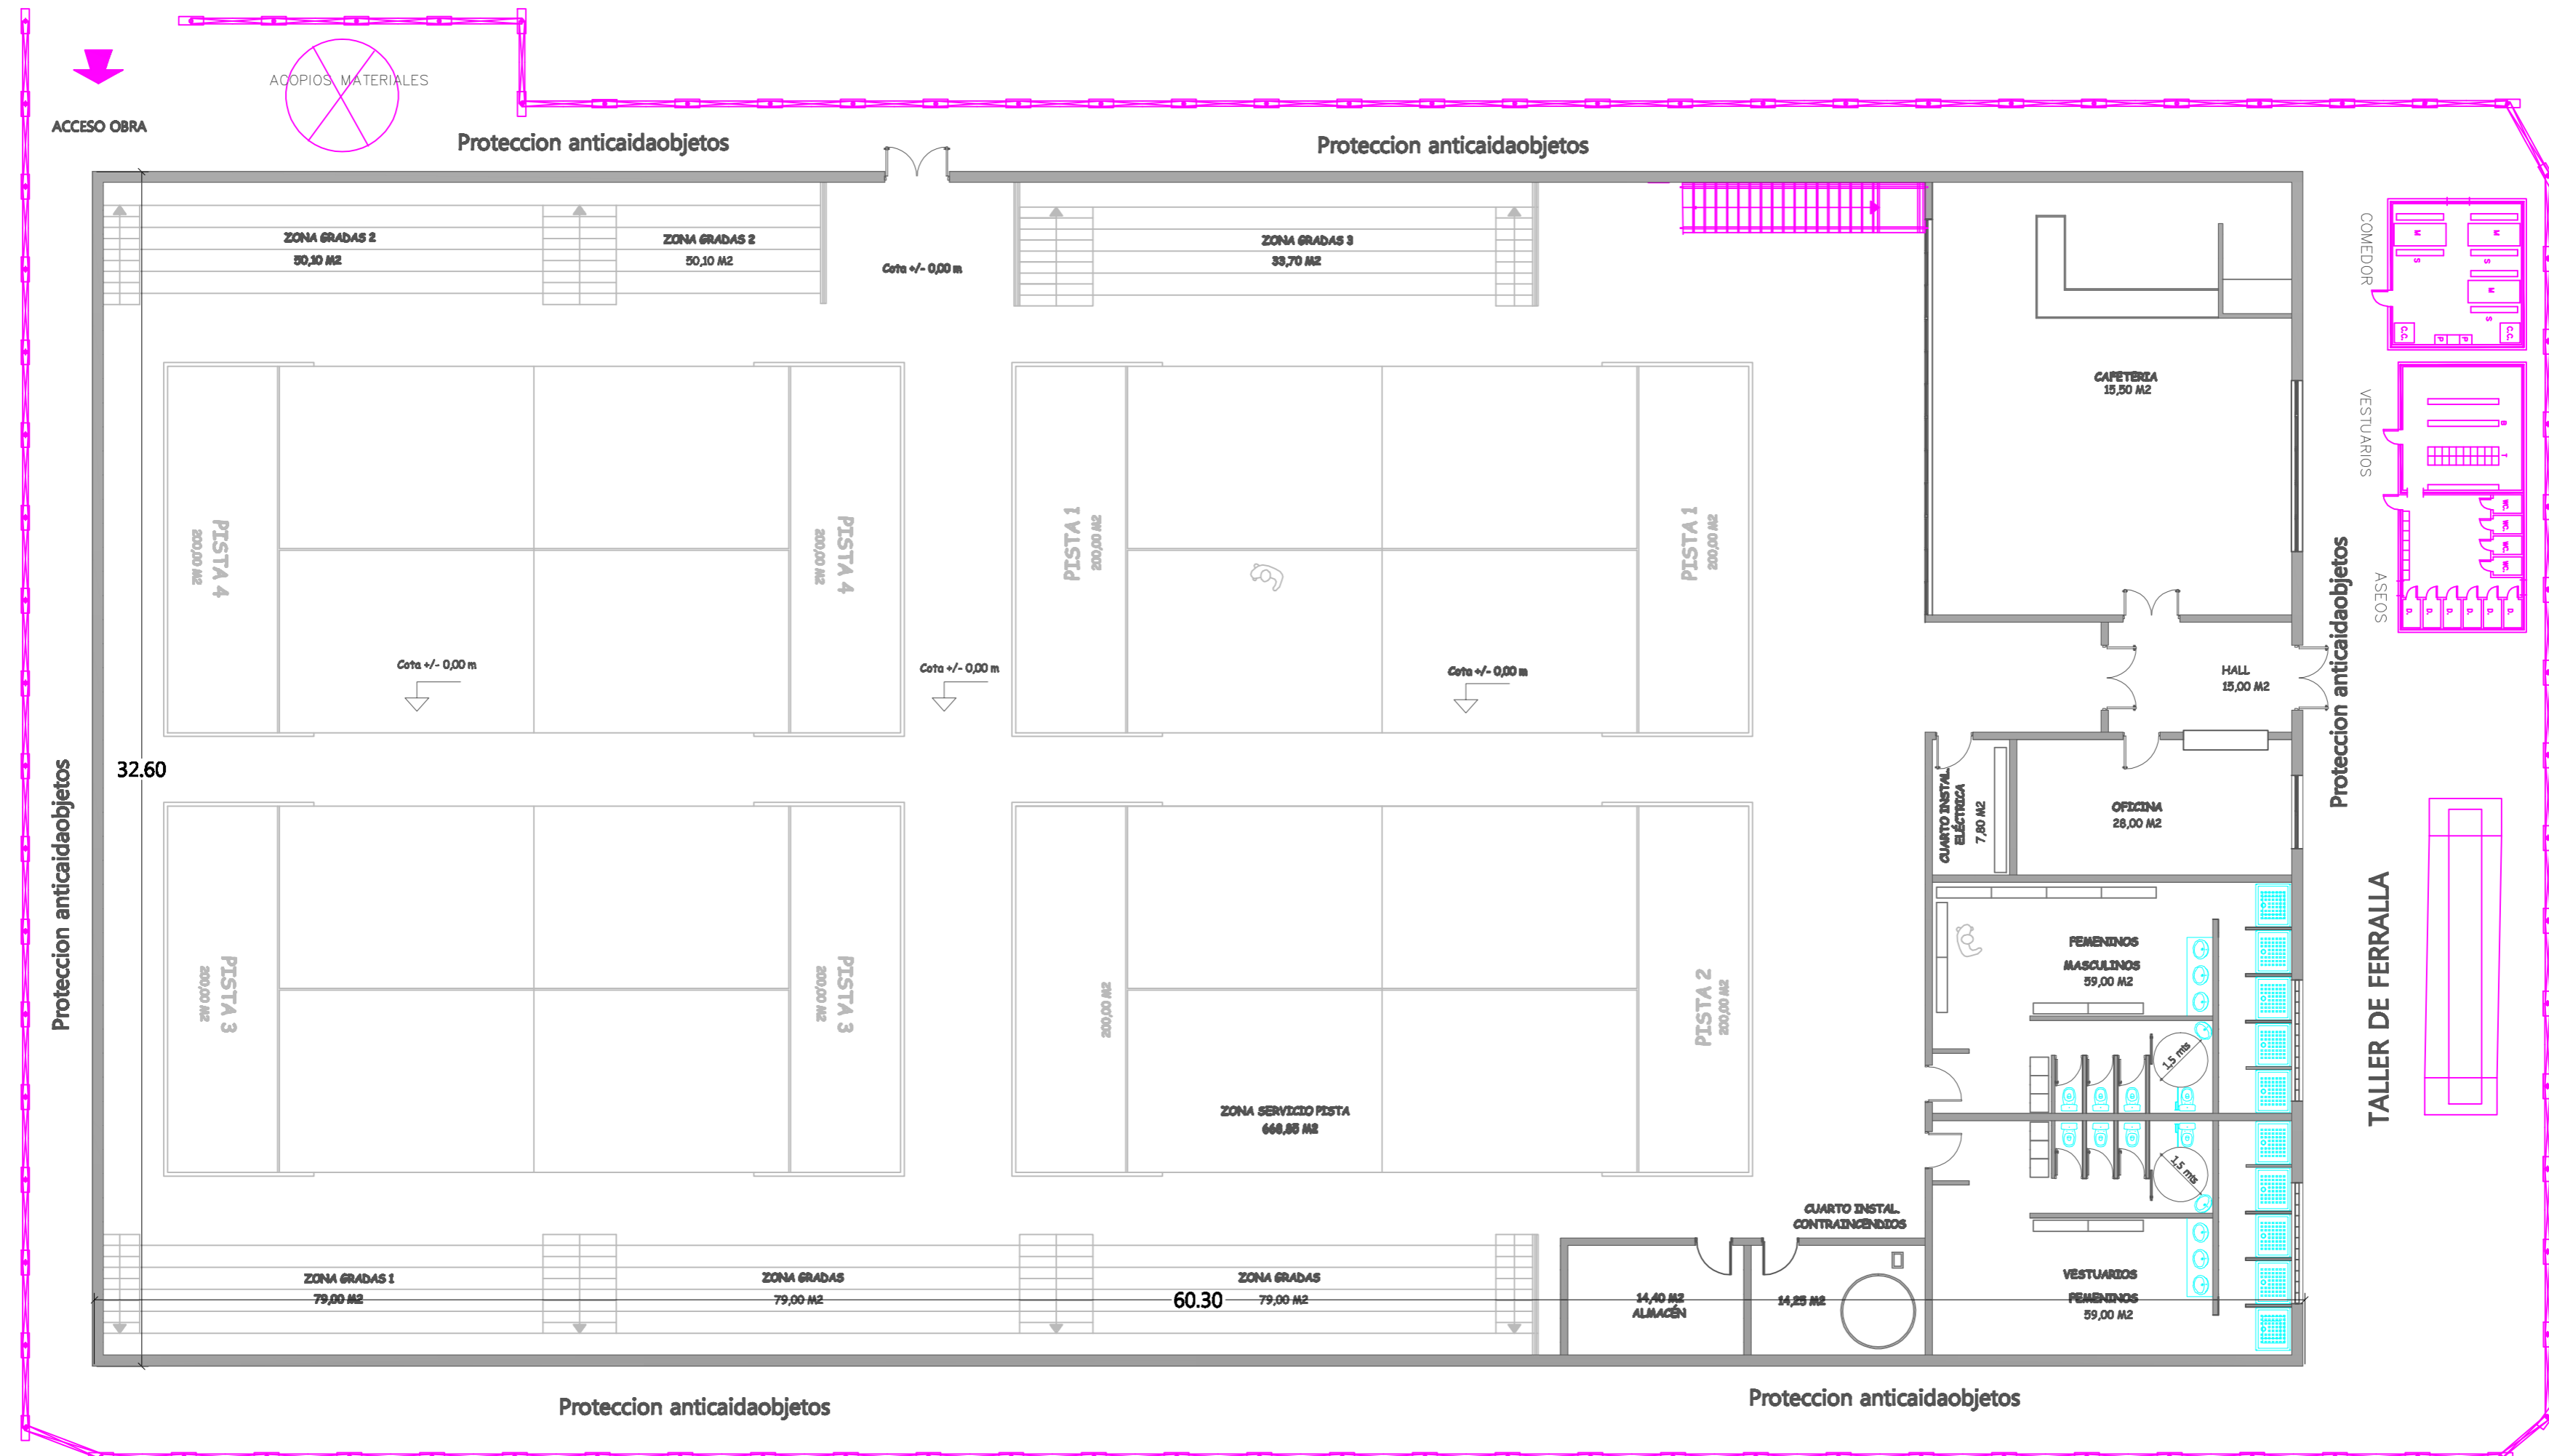 ACOPIOS MATERIALES
ACCESO OBRA
Proteccion anticaidaobjetos
Proteccion anticaidaobjetos
ZONA GRADAS 2
50,10 M2
ZONA GRADAS 2
50,10 M2
Cota +/- 0,00 m
ZONA GRADAS 3
33,70 M2
COMEDOR
M
M
S
S
M
S
C.C.
P
P
C.C.
CAFETERIA
15,50 M2
VESTUARIOS
B
T
WC.
WC.
WC.
WC.
ASEOS
D.
D.
D.
D.
D.
D.
PISTA 4
200,00 M2
PISTA 4
200,00 M2
PISTA 1
200,00 M2
PISTA 1
200,00 M2
Cota +/- 0,00 m
Cota +/- 0,00 m
Cota +/- 0,00 m
HALL
15,00 M2
Proteccion anticaidaobjetos
32.60
Proteccion anticaidaobjetos
CUARTO INSTAL.
ELÉCTRICA
7,80 M2
OFICINA
28,00 M2
TALLER DE FERRALLA
FEMENINOS
MASCULINOS
59,00 M2
PISTA 3
200,00 M2
PISTA 3
200,00 M2
200,00 M2
PISTA 2
200,00 M2
1,5 mts
ZONA SERVICIO PISTA
668,85 M2
1,5 mts
CUARTO INSTAL.
CONTRAINCENDIOS
ZONA GRADAS 1
79,00 M2
ZONA GRADAS
79,00 M2
60.30
ZONA GRADAS
79,00 M2
14,40 M2
ALMACÉN
14,25 M2
VESTUARIOS
FEMENINOS
59,00 M2
Proteccion anticaidaobjetos
Proteccion anticaidaobjetos